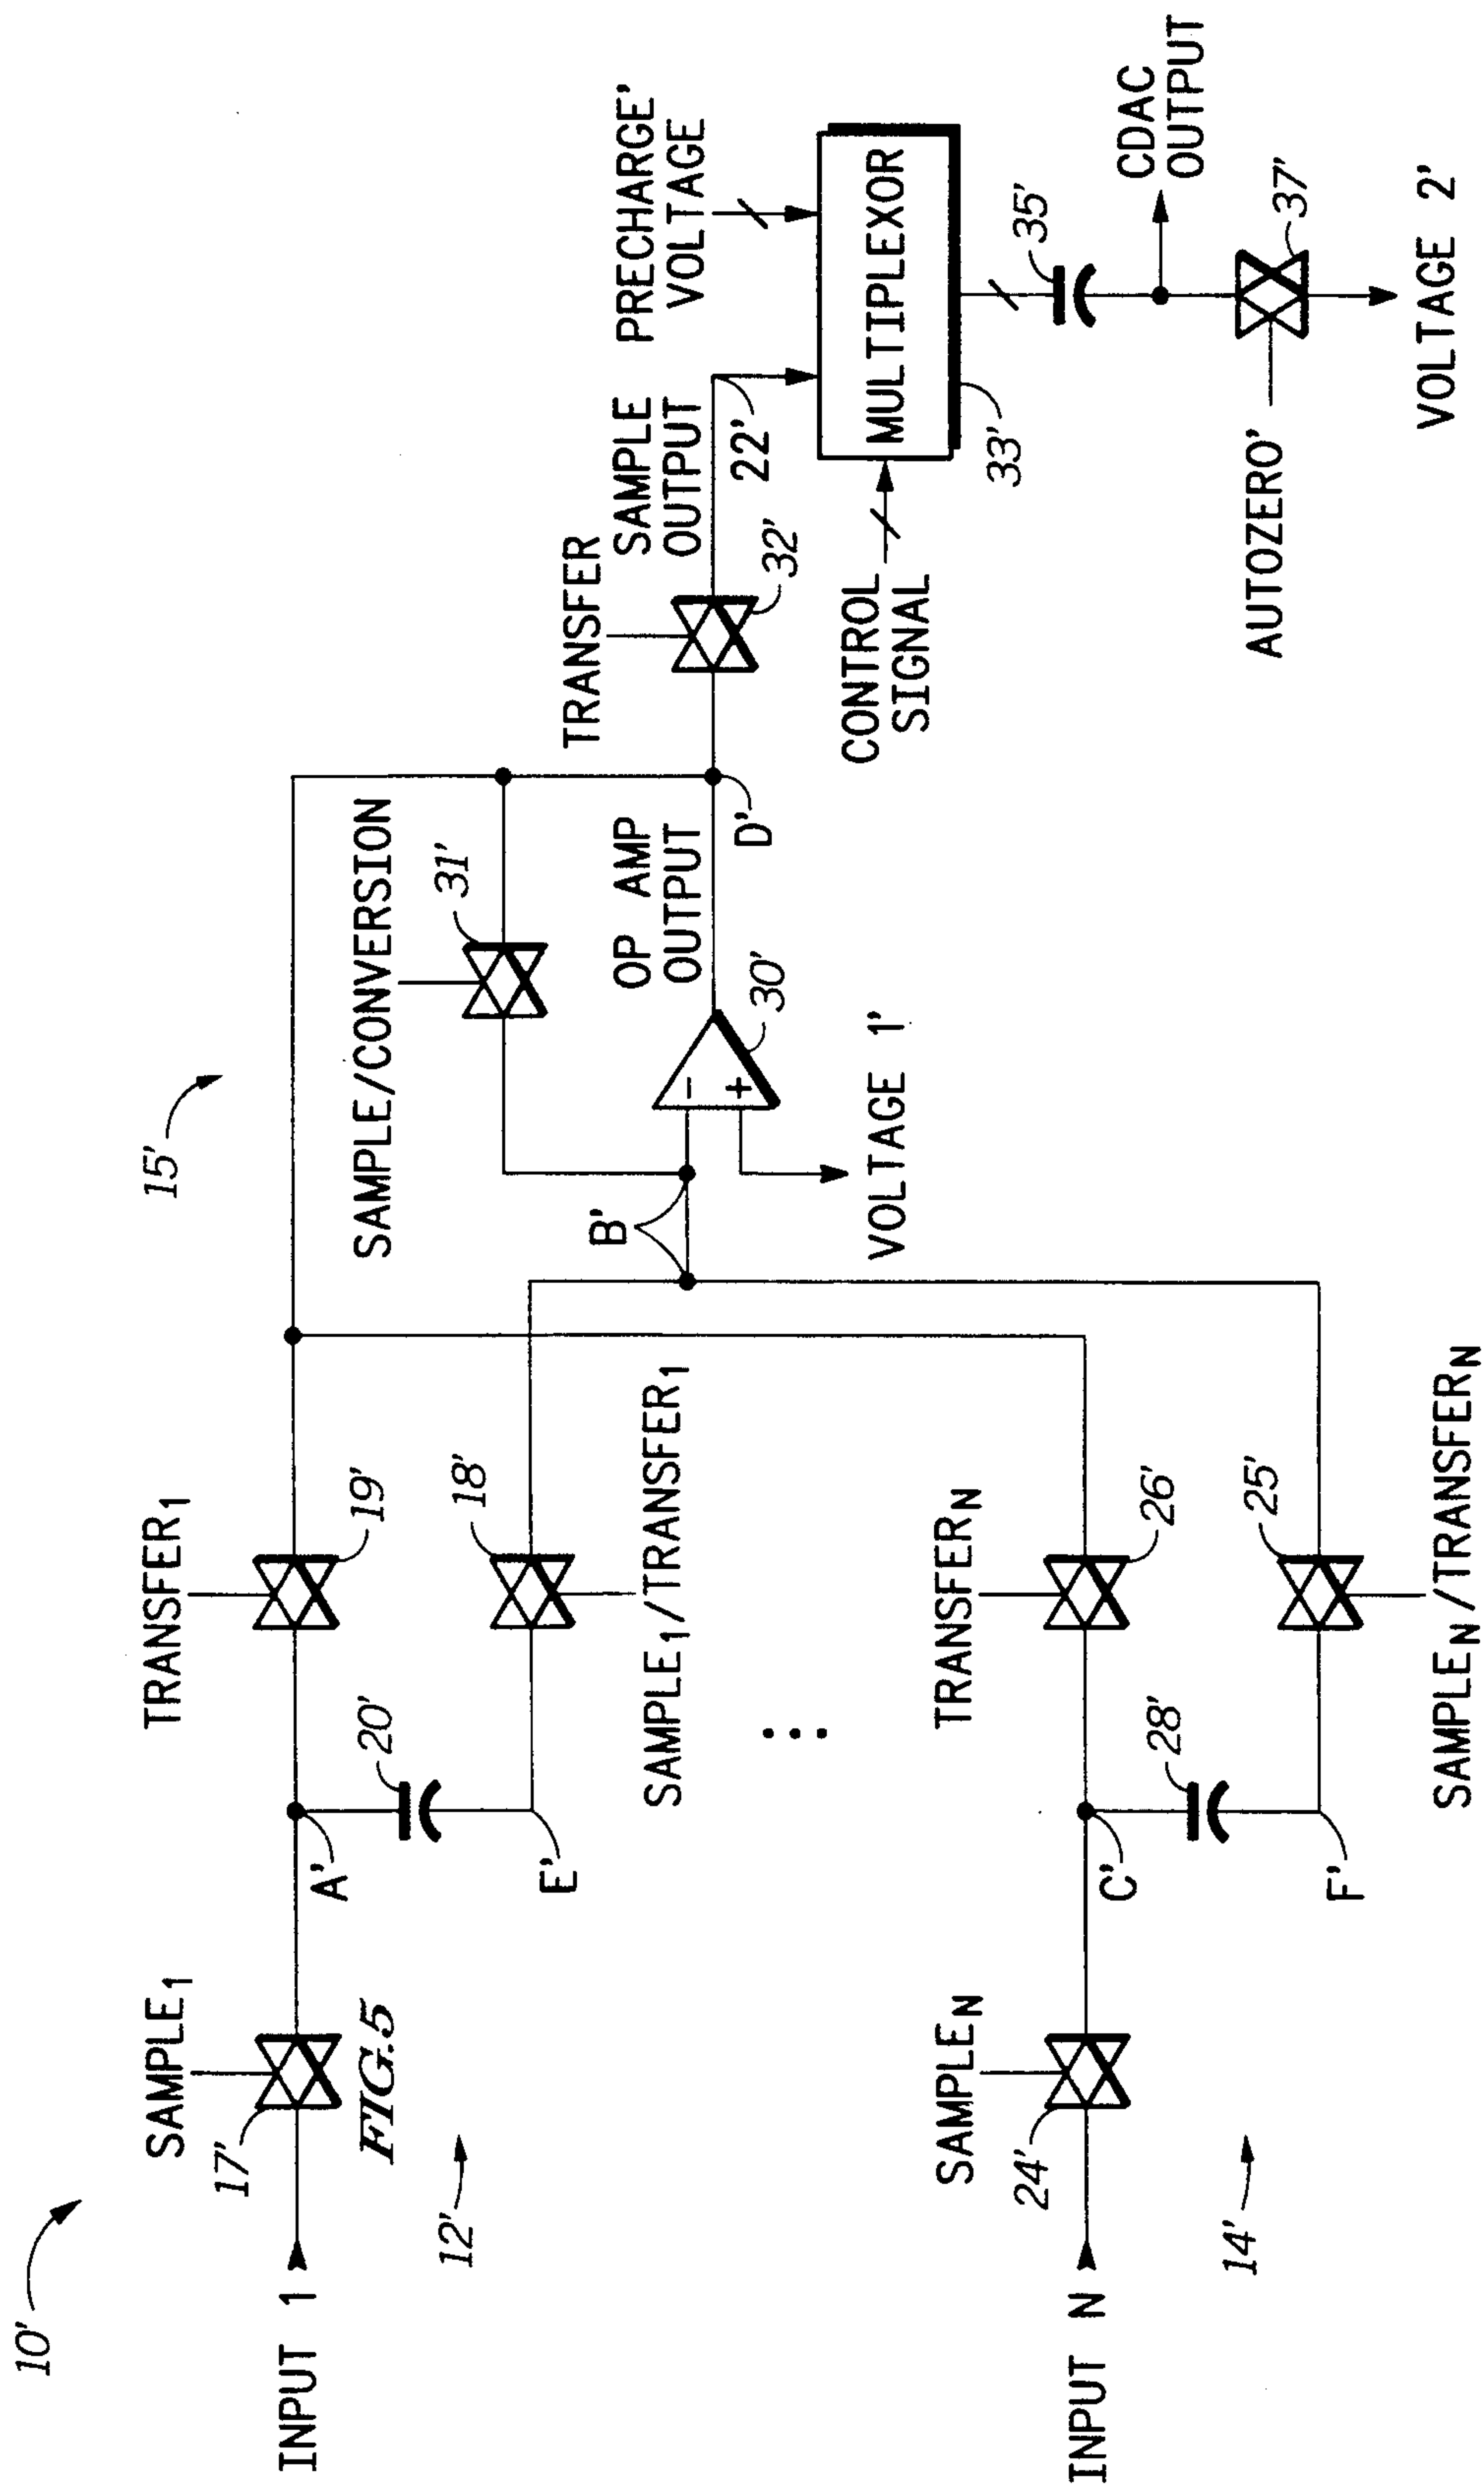 10'
15'
SAMPLE1
TRANSFER1
17'
INPUT 1
FIG.5
A'
20'
19'
12'
18'
E'
SAMPLE1/TRANSFER1
SAMPLE/CONVERSION
31'
TRANSFER
B'
OP AMP
OUTPUT
30'
D'
32'
SAMPLE
OUTPUT
22'
PRECHARGE'
VOLTAGE
VOLTAGE 1'
CONTROL
SIGNAL
MULTIPLEXOR
33'
35'
CDAC
OUTPUT
AUTOZERO'
37'
VOLTAGE 2'
SAMPLEN
TRANSFERN
24'
INPUT N
C'
28'
26'
14'
25'
F'
SAMPLEN/TRANSFERN